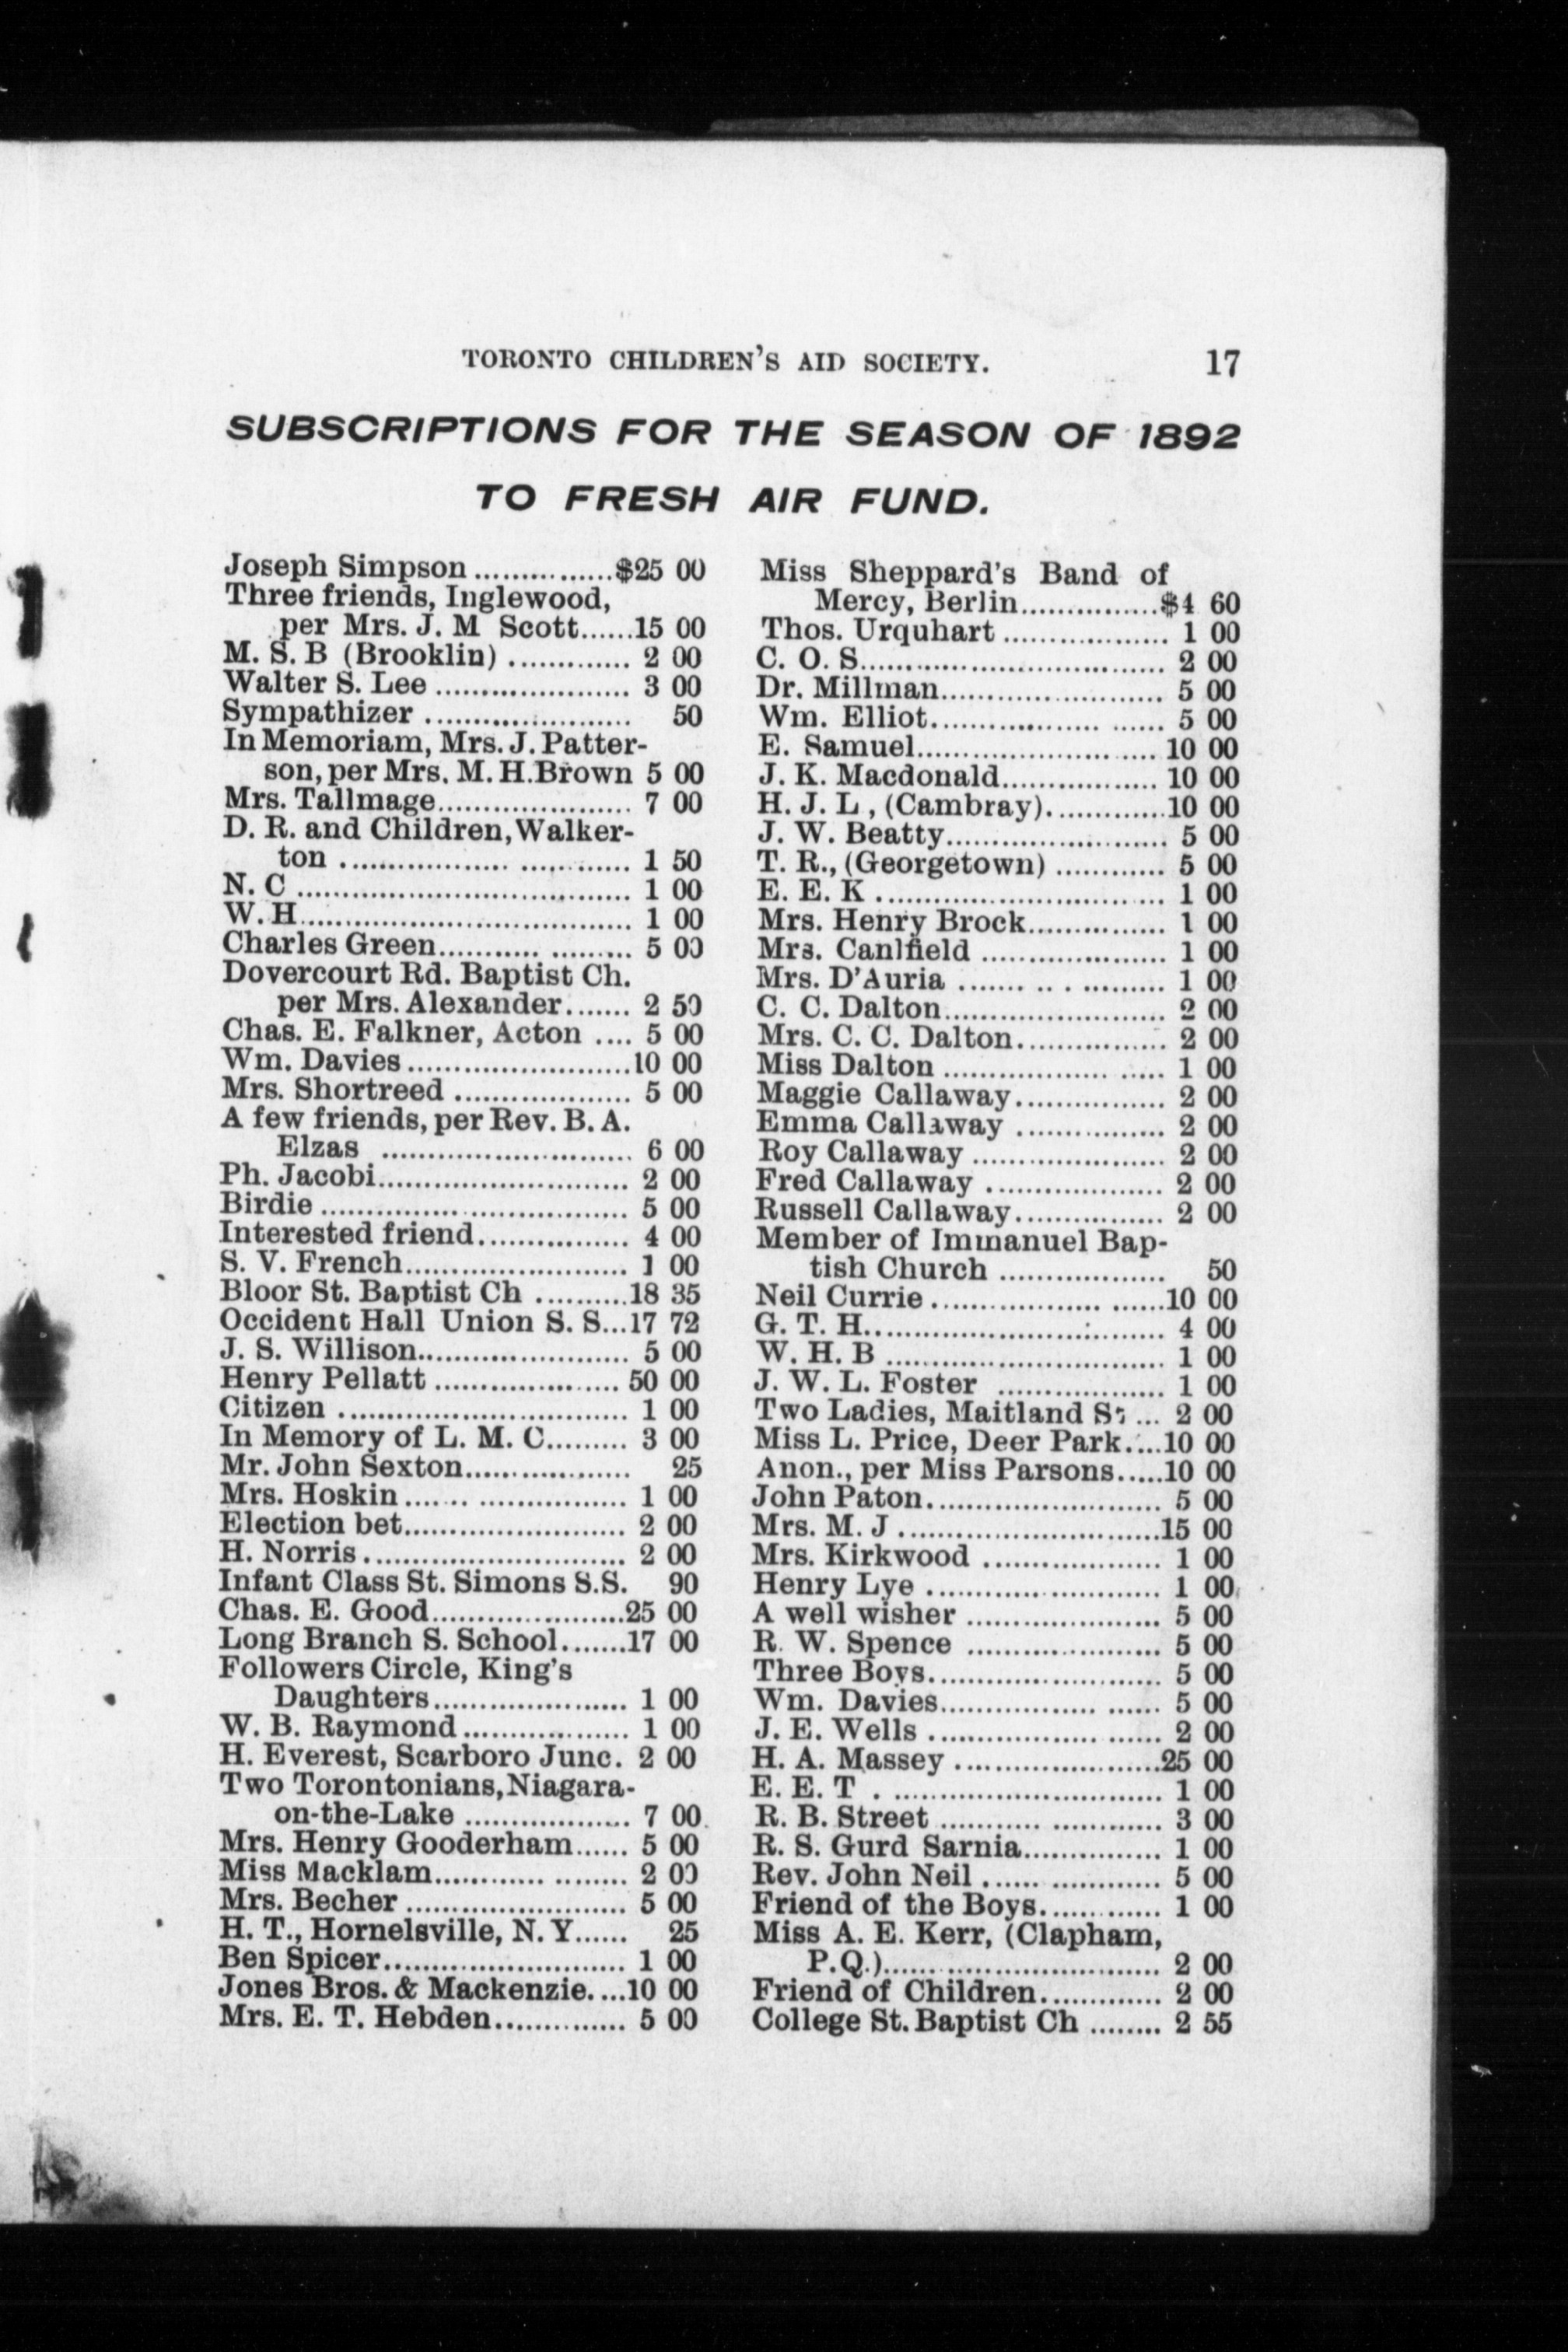 TORONTO CHILDREN'S AID SOCIETY. 17
SUBSCRIPTIONS FOR THE SEASON OF 1892
TO FRESH AIR FUND.
Joseph Simpson ................$25 00
Three friends, Inglewood,
per Mrs. J. M Scott......15 00
M. S. B (Brooklin) ............. 2 00
Walter S. Lee ..................... 3 00
Sympathizer ...................... 50
In Memoriam, Mrs. J. Patter-
son, per Mrs. M. H. Brown 5 00
Mrs. Tallmage..................... 7 00
D. R. and Children, Walker-
ton .............................. 1 50
N. C .................................... 1 00
W. H.................................... 1 00
Charles Green..................... 5 00
Dovercourt Rd. Baptist Ch.
per Mrs. Alexander....... 2 50
Chas. E. Falkner, Acton .... 5 00
Wm. Davies........................10 00
Mrs. Shortreed ................... 5 00
A few friends, per Rev. B. A.
Elzas ........................... 6 00
Ph. Jacobi........................... 2 00
Birdie ................................. 5 00
Interested friend................ 4 00
S. V. French........................ 1 00
Bloor St. Baptist Ch ..........18 35
Occident Hall Union S. S...17 72
J. S. Willison....................... 5 00
Henry Pellatt .................... 50 00
Citizen ............................... 1 00
In Memory of L. M. C......... 3 00
Mr. John Sexton.................. 25
Mrs. Hoskin ....................... 1 00
Election bet........................ 2 00
H. Norris ............................ 2 00
Infant Class St. Simons S.S. 90
Chas. E. Good.....................25 00
Long Branch S. School.......17 00
Followers Circle, King's
Daughters..................... 1 00
W. B. Raymond .................. 1 00
H. Everest, Scarboro Junc. 2 00
Two Torontonians, Niagara-
on-the-Lake .................. 7 00
Mrs. Henry Gooderham...... 5 00
Miss Macklam.................... 2 00
Mrs. Becher ........................ 5 00
H. T., Hornelsville, N. Y...... 25
Ben Spicer.......................... 1 00
Jones Bros. & Mackenzie....10 00
Mrs. E. T. Hebden.............. 5 00
Miss Sheppard's Band of
Mercy, Berlin...............$4 60
Thos. Urquhart .................. 1 00
C. O. S................................. 2 00
Dr. Millman........................ 5 00
Wm. Elliot......................... 5 00
E. Samuel.......................... 10 00
J. K. Macdonald................. 10 00
H. J. L , (Cambray).............10 00
J. W. Beatty........................ 5 00
T. R., (Georgetown) ............ 5 00
E. E. K ............................... 1 00
Mrs. Henry Brock............... 1 00
Mrs. Canlfield .................... 1 00
Mrs. D'Auria .................... 1 00
C. C. Dalton........................ 2 00
Mrs. C. C. Dalton................ 2 00
Miss Dalton ....................... 1 00
Maggie Callaway................ 2 00
Emma Callaway ................ 2 00
Roy Callaway ..................... 2 00
Fred Callaway ................... 2 00
Russell Callaway................ 2 00
Member of Immanuel Bap-
tish Church .................. 50
Neil Currie ........................10 00
G. T. H................................. 4 00
W. H. B .............................. 1 00
J. W. L. Foster ................... 1 00
Two Ladies, Maitland St ... 2 00
Miss L. Price, Deer Park....10 00
Anon., per Miss Parsons.....10 00
John Paton.......................... 5 00
Mrs. M. J ............................15 00
Mrs. Kirkwood ................... 1 00
Henry Lye .......................... 1 00
A well wisher ..................... 5 00
R. W. Spence ..................... 5 00
Three Boys......................... 5 00
Wm. Davies....................... 5 00
J. E. Wells ......................... 2 00
H. A. Massey ......................25 00
E. E. T . ............................. 1 00
R. B. Street ....................... 3 00
R. S. Gurd Sarnia............... 1 00
Rev. John Neil .................. 5 00
Friend of the Boys............. 1 00
Miss A. E. Kerr, (Clapham,
P.Q.).............................. 2 00
Friend of Children............. 2 00
College St. Baptist Ch ........ 2 55